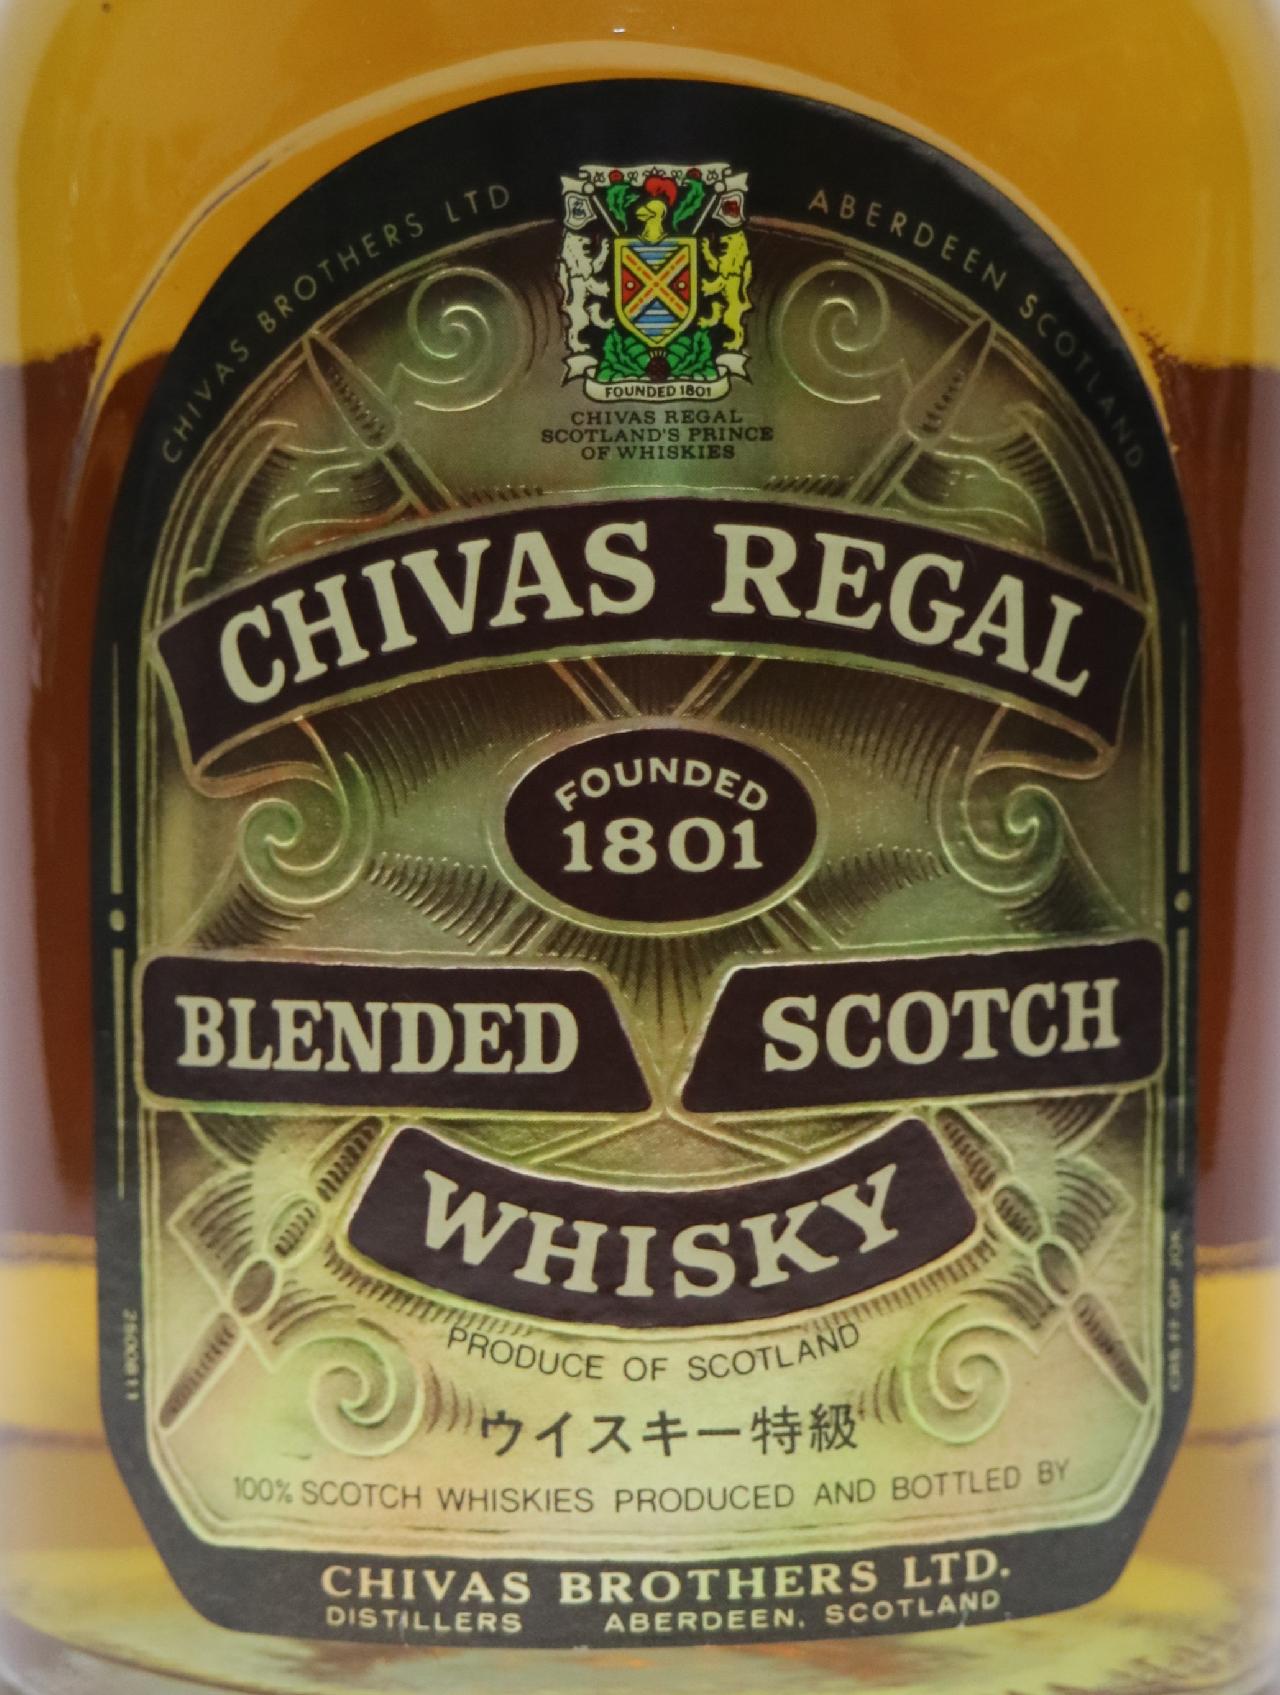 CHIVAS BROTHERS LTD
ABERDEEN SCOTLAND
FOUNDED 1801
CHIVAS REGAL
SCOTLAND'S PRINCE
OF WHISKIES
CHIVAS REGAL
FOUNDED
1801
BLENDED
SCOTCH
WHISKY
PRODUCE OF SCOTLAND
ウイスキー特級
100% SCOTCH WHISKIES PRODUCED AND BOTTLED BY
CHIVAS BROTHERS LTD.
DISTILLERS ABERDEEN, SCOTLAND